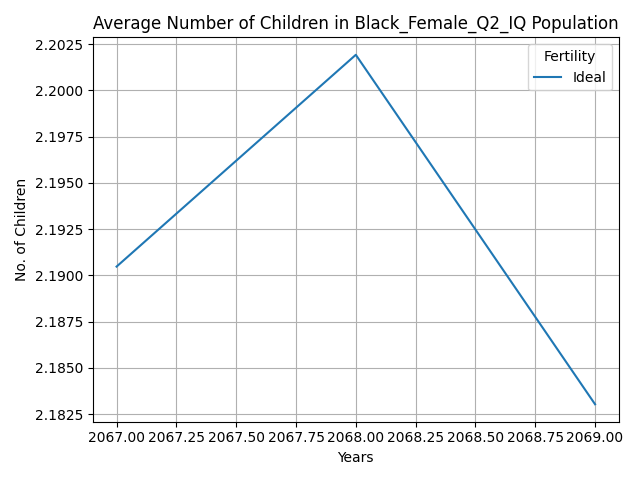 Average Number of Children in Black_Female_Q2_IQ Population
Fertility
Ideal
2.2025
2.2000
2.1975
2.1950
2.1925
2.1900
2.1875
2.1850
2.1825
No. of Children
2067.00 2067.25 2067.50 2067.75 2068.00 2068.25 2068.50 2068.75 2069.00
Years